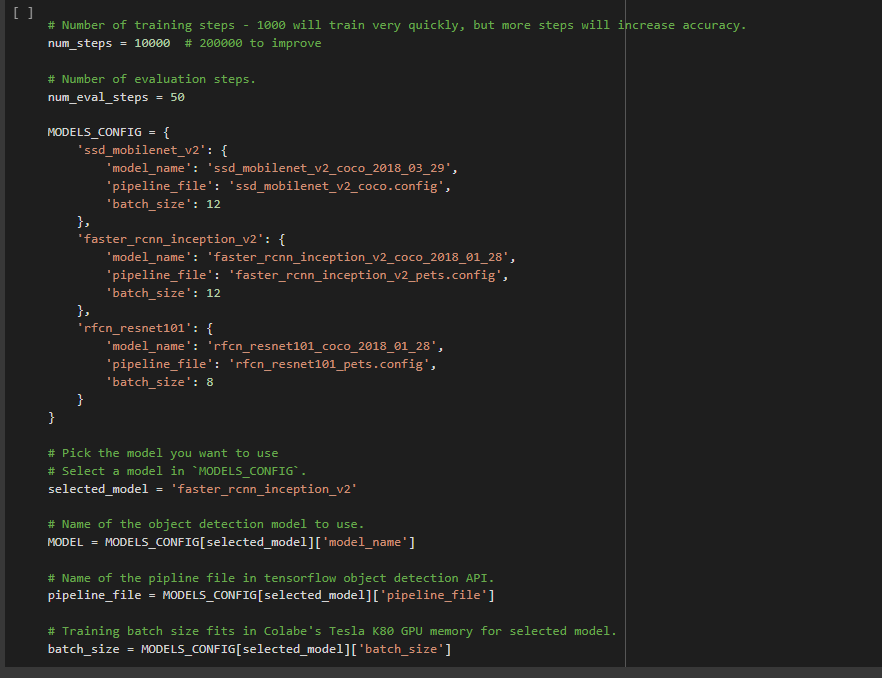 [ ]
# Number of training steps - 1000 will train very quickly, but more steps will increase accuracy.
num_steps = 10000  # 200000 to improve

# Number of evaluation steps.
num_eval_steps = 50

MODELS_CONFIG = {
    'ssd_mobilenet_v2': {
        'model_name': 'ssd_mobilenet_v2_coco_2018_03_29',
        'pipeline_file': 'ssd_mobilenet_v2_coco.config',
        'batch_size': 12
    },
    'faster_rcnn_inception_v2': {
        'model_name': 'faster_rcnn_inception_v2_coco_2018_01_28',
        'pipeline_file': 'faster_rcnn_inception_v2_pets.config',
        'batch_size': 12
    },
    'rfcn_resnet101': {
        'model_name': 'rfcn_resnet101_coco_2018_01_28',
        'pipeline_file': 'rfcn_resnet101_pets.config',
        'batch_size': 8
    }
}

# Pick the model you want to use
# Select a model in `MODELS_CONFIG`.
selected_model = 'faster_rcnn_inception_v2'

# Name of the object detection model to use.
MODEL = MODELS_CONFIG[selected_model]['model_name']

# Name of the pipline file in tensorflow object detection API.
pipeline_file = MODELS_CONFIG[selected_model]['pipeline_file']

# Training batch size fits in Colabe's Tesla K80 GPU memory for selected model.
batch_size = MODELS_CONFIG[selected_model]['batch_size']